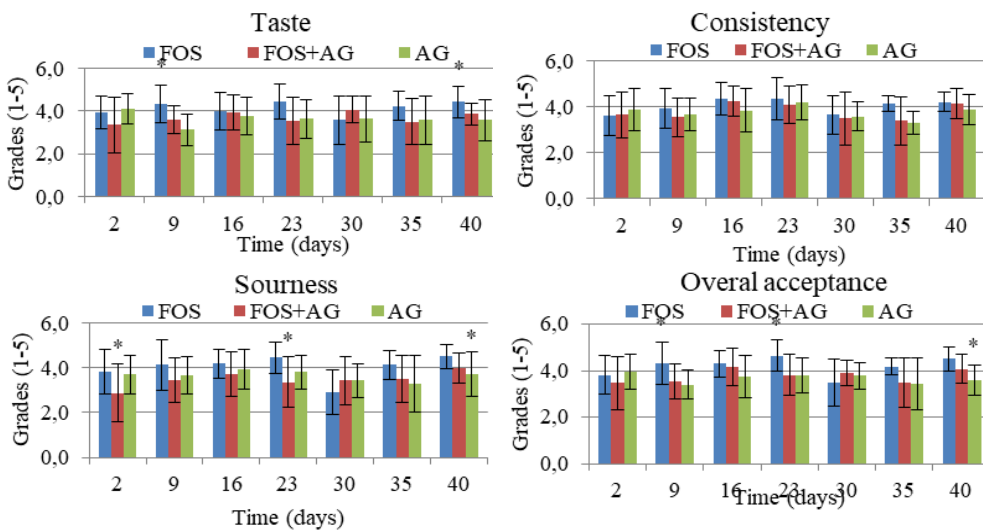 Taste
FOS FOS+AG AG
* *
6,0
4,0
2,0
0,0
Grades (1-5)
2 9 16 23 30 35 40
Time (days)
Consistency
FOS FOS+AG AG
6,0
4,0
2,0
0,0
Grades (1-5)
2 9 16 23 30 35 40
Time (days)
Sourness
FOS FOS+AG AG
* * *
6,0
4,0
2,0
0,0
Grades (1-5)
2 9 16 23 30 35 40
Time (days)
Overal acceptance
FOS FOS+AG AG
* * *
6,0
4,0
2,0
0,0
Grades (1-5)
2 9 16 23 30 35 40
Time (days)